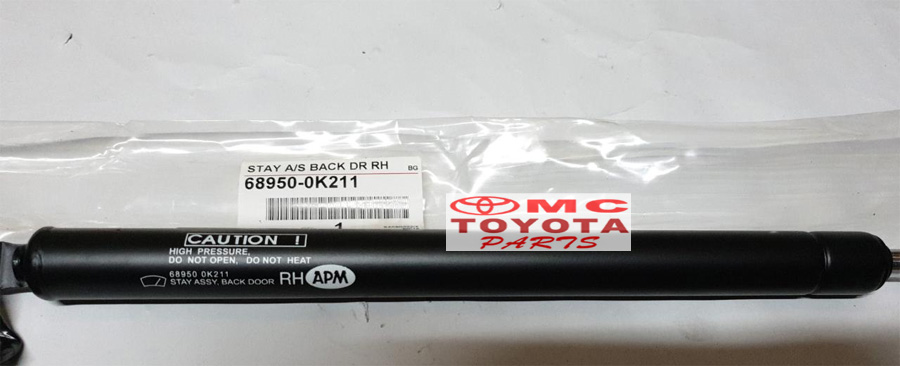 STAY A/S BACK DR RH BG
68950-0K211
1
MC
TOYOTA
PARTS
CAUTION !
HIGH PRESSURE,
DO NOT OPEN, DO NOT HEAT
68950 0K211
STAY ASSY. BACK DOOR
RH APM